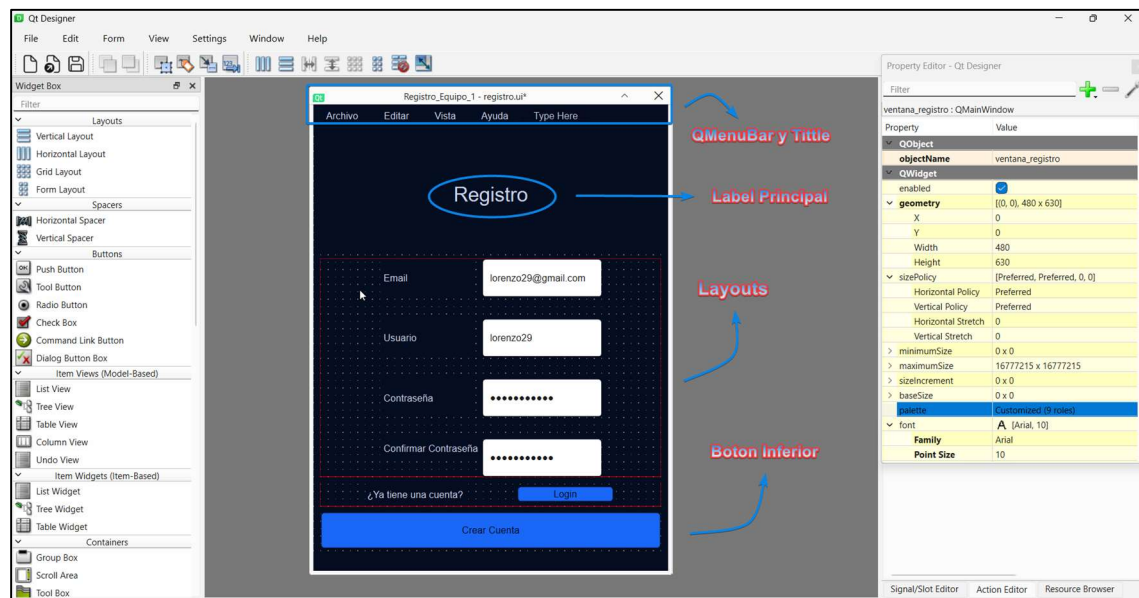 Qt Designer
File Edit Form View Settings Window Help
Widget Box
Filter
Layouts
Vertical Layout
Horizontal Layout
Grid Layout
Form Layout
Spacers
Horizontal Spacer
Vertical Spacer
Buttons
OK Push Button
Tool Button
Radio Button
Check Box
Command Link Button
Dialog Button Box
Item Views (Model-Based)
List View
Tree View
Table View
Column View
Undo View
Item Widgets (Item-Based)
List Widget
Tree Widget
Table Widget
Containers
Group Box
Scroll Area
Tool Box
Qt Registro_Equipo_1 - registro.ui*
Archivo Editar Vista Ayuda Type Here
QMenuBar y Tittle
Registro
Label Principal
Email lorenzo29@gmail.com
Layouts
Usuario lorenzo29
Contraseña
Confirmar Contraseña
Boton Inferior
¿Ya tiene una cuenta? Login
Crear Cuenta
Property Editor - Qt Designer
Filter
ventana_registro : QMainWindow
Property Value
QObject
objectName ventana_registro
QWidget
enabled
geometry [(0, 0), 480 x 630]
X 0
Y 0
Width 480
Height 630
sizePolicy [Preferred, Preferred, 0, 0]
Horizontal Policy Preferred
Vertical Policy Preferred
Horizontal Stretch 0
Vertical Stretch 0
minimumSize 0 x 0
maximumSize 16777215 x 16777215
sizeIncrement 0 x 0
baseSize 0 x 0
palette Customized (9 roles)
font A [Arial, 10]
Family Arial
Point Size 10
Signal/Slot Editor Action Editor Resource Browser